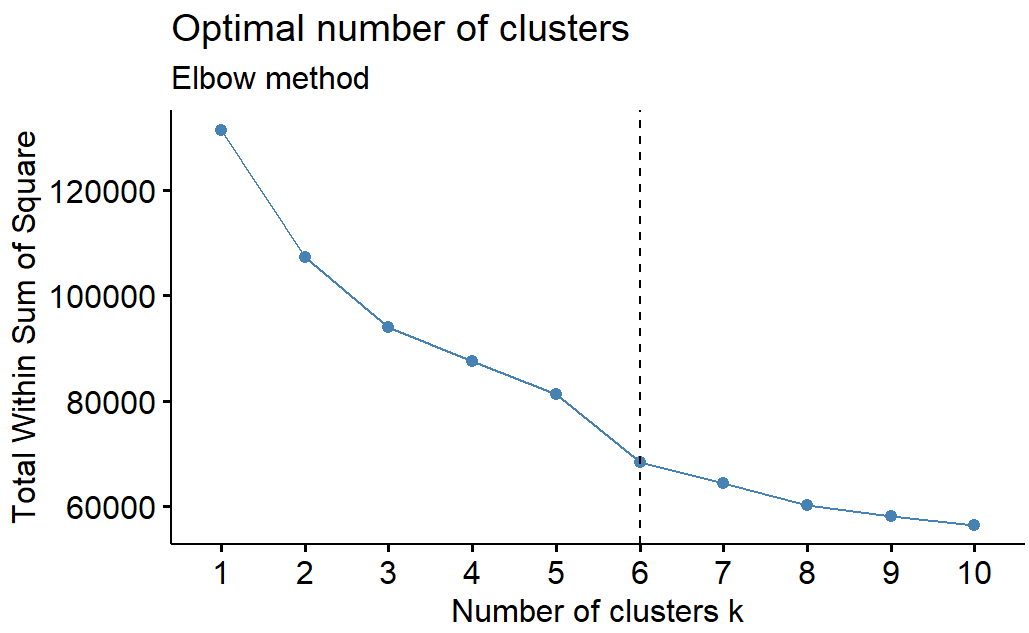 Optimal number of clusters
Elbow method
Total Within Sum of Square
120000
100000
80000
60000
1 2 3 4 5 6 7 8 9 10
Number of clusters k